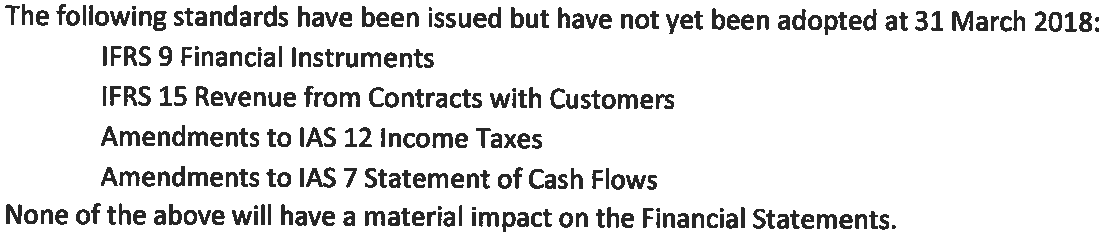 The following standards have been issued but have not yet been adopted at 31 March 2018:
IFRS 9 Financial Instruments
IFRS 15 Revenue from Contracts with Customers
Amendments to IAS 12 Income Taxes
Amendments to IAS 7 Statement of Cash Flows
None of the above will have a material impact on the Financial Statements.